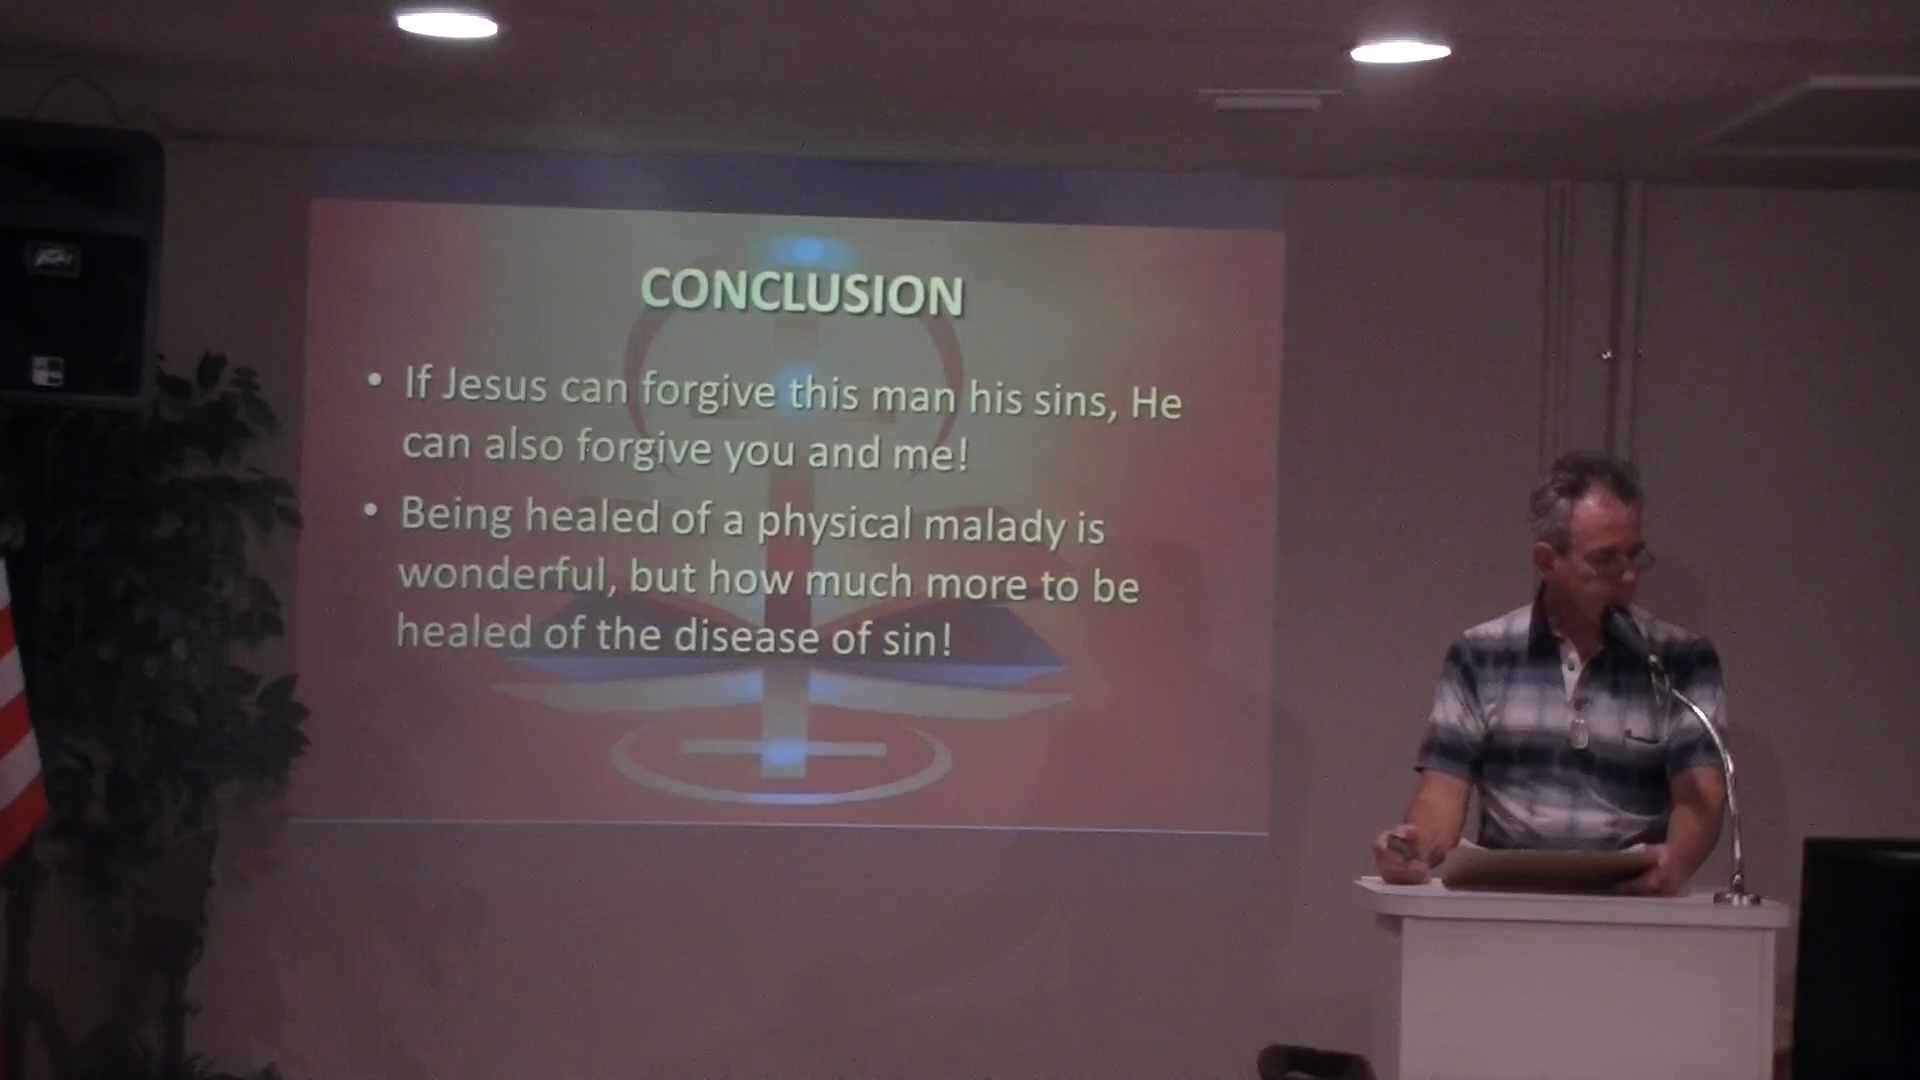 CONCLUSION
• If Jesus can forgive this man his sins, He
can also forgive you and me!
• Being healed of a physical malady is
wonderful, but how much more to be
healed of the disease of sin!